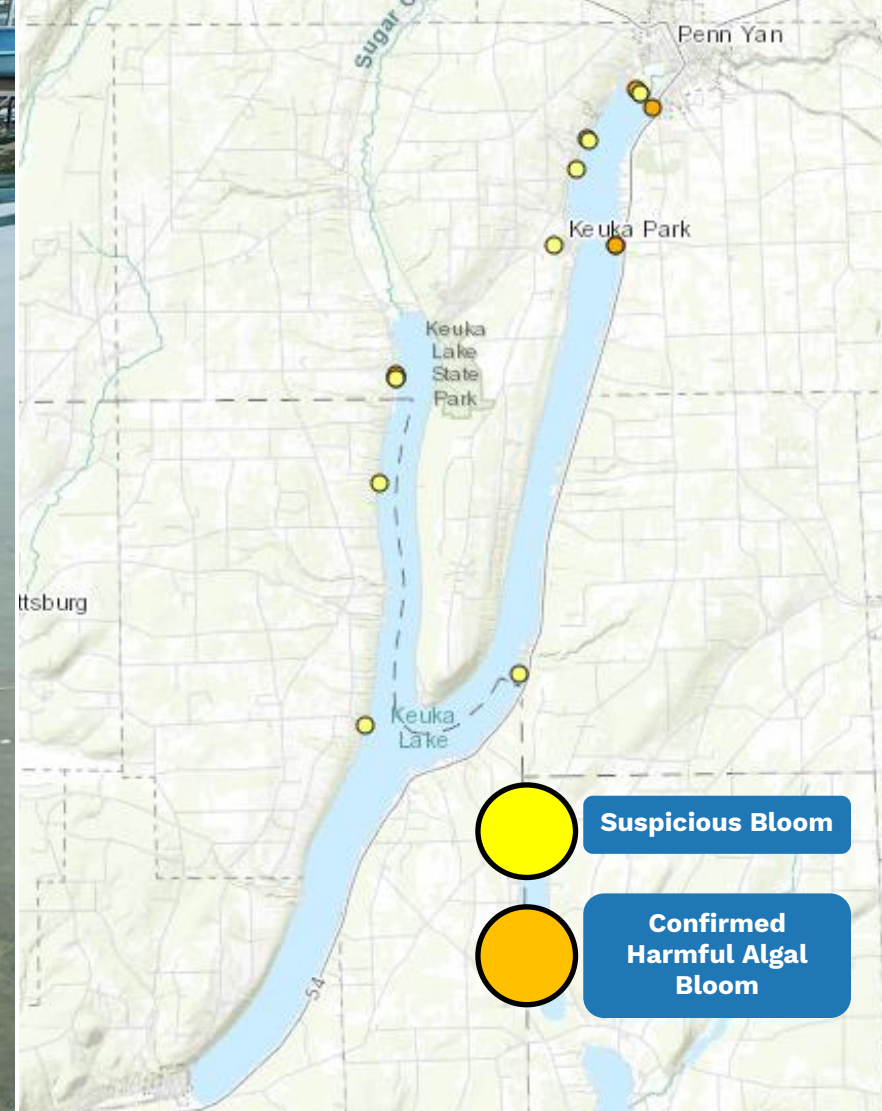 Penn Yan
Keuka Park
Keuka
Lake
State
Park
ttsburg
Keuka
Lake
Suspicious Bloom
Confirmed
Harmful Algal
Bloom
54
Sugar